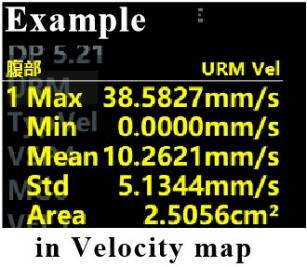 Example
DP 5.21
腹部 URM Vel
1 Max 38.5827mm/s
Min 0.0000mm/s
Mean 10.2621mm/s
Std 5.1344mm/s
Area 2.5056cm²
in Velocity map